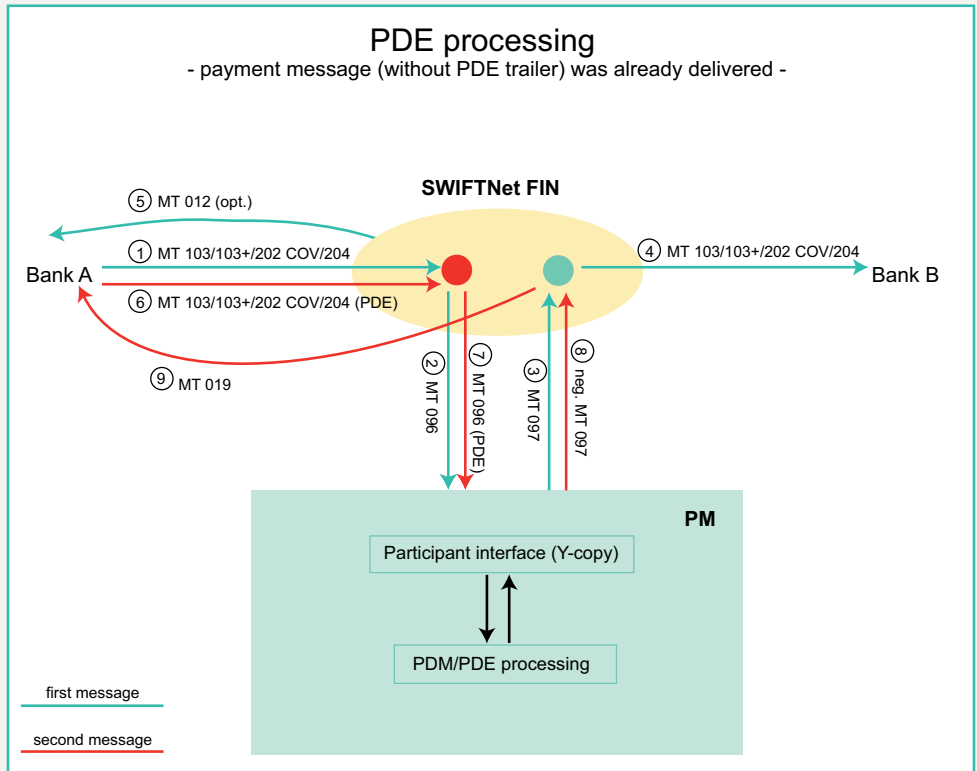 PDE processing
- payment message (without PDE trailer) was already delivered -
SWIFTNet FIN
5 MT 012 (opt.)
1 MT 103/103+/202 COV/204
4 MT 103/103+/202 COV/204
Bank A
Bank B
6 MT 103/103+/202 COV/204 (PDE)
9 MT 019
2 MT 096
7 MT 096 (PDE)
3 MT 097
8 neg. MT 097
PM
Participant interface (Y-copy)
PDM/PDE processing
first message
second message